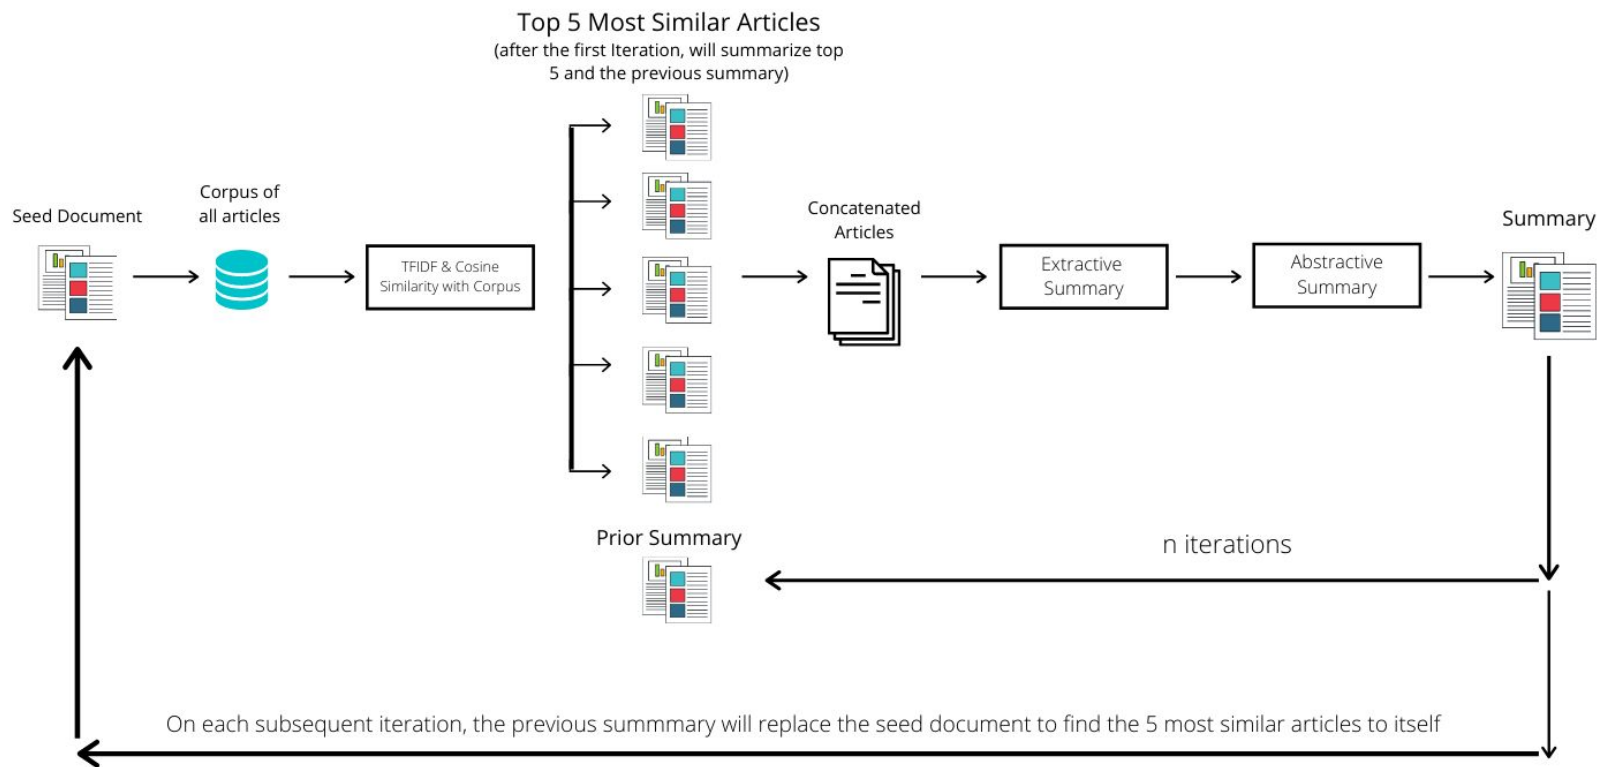 Top 5 Most Similar Articles
(after the first Iteration, will summarize top
5 and the previous summary)
Seed Document
Corpus of
all articles
TFIDF & Cosine
Similarity with Corpus
Concatenated
Articles
Extractive
Summary
Abstractive
Summary
Summary
Prior Summary
n iterations
On each subsequent iteration, the previous summmary will replace the seed document to find the 5 most similar articles to itself